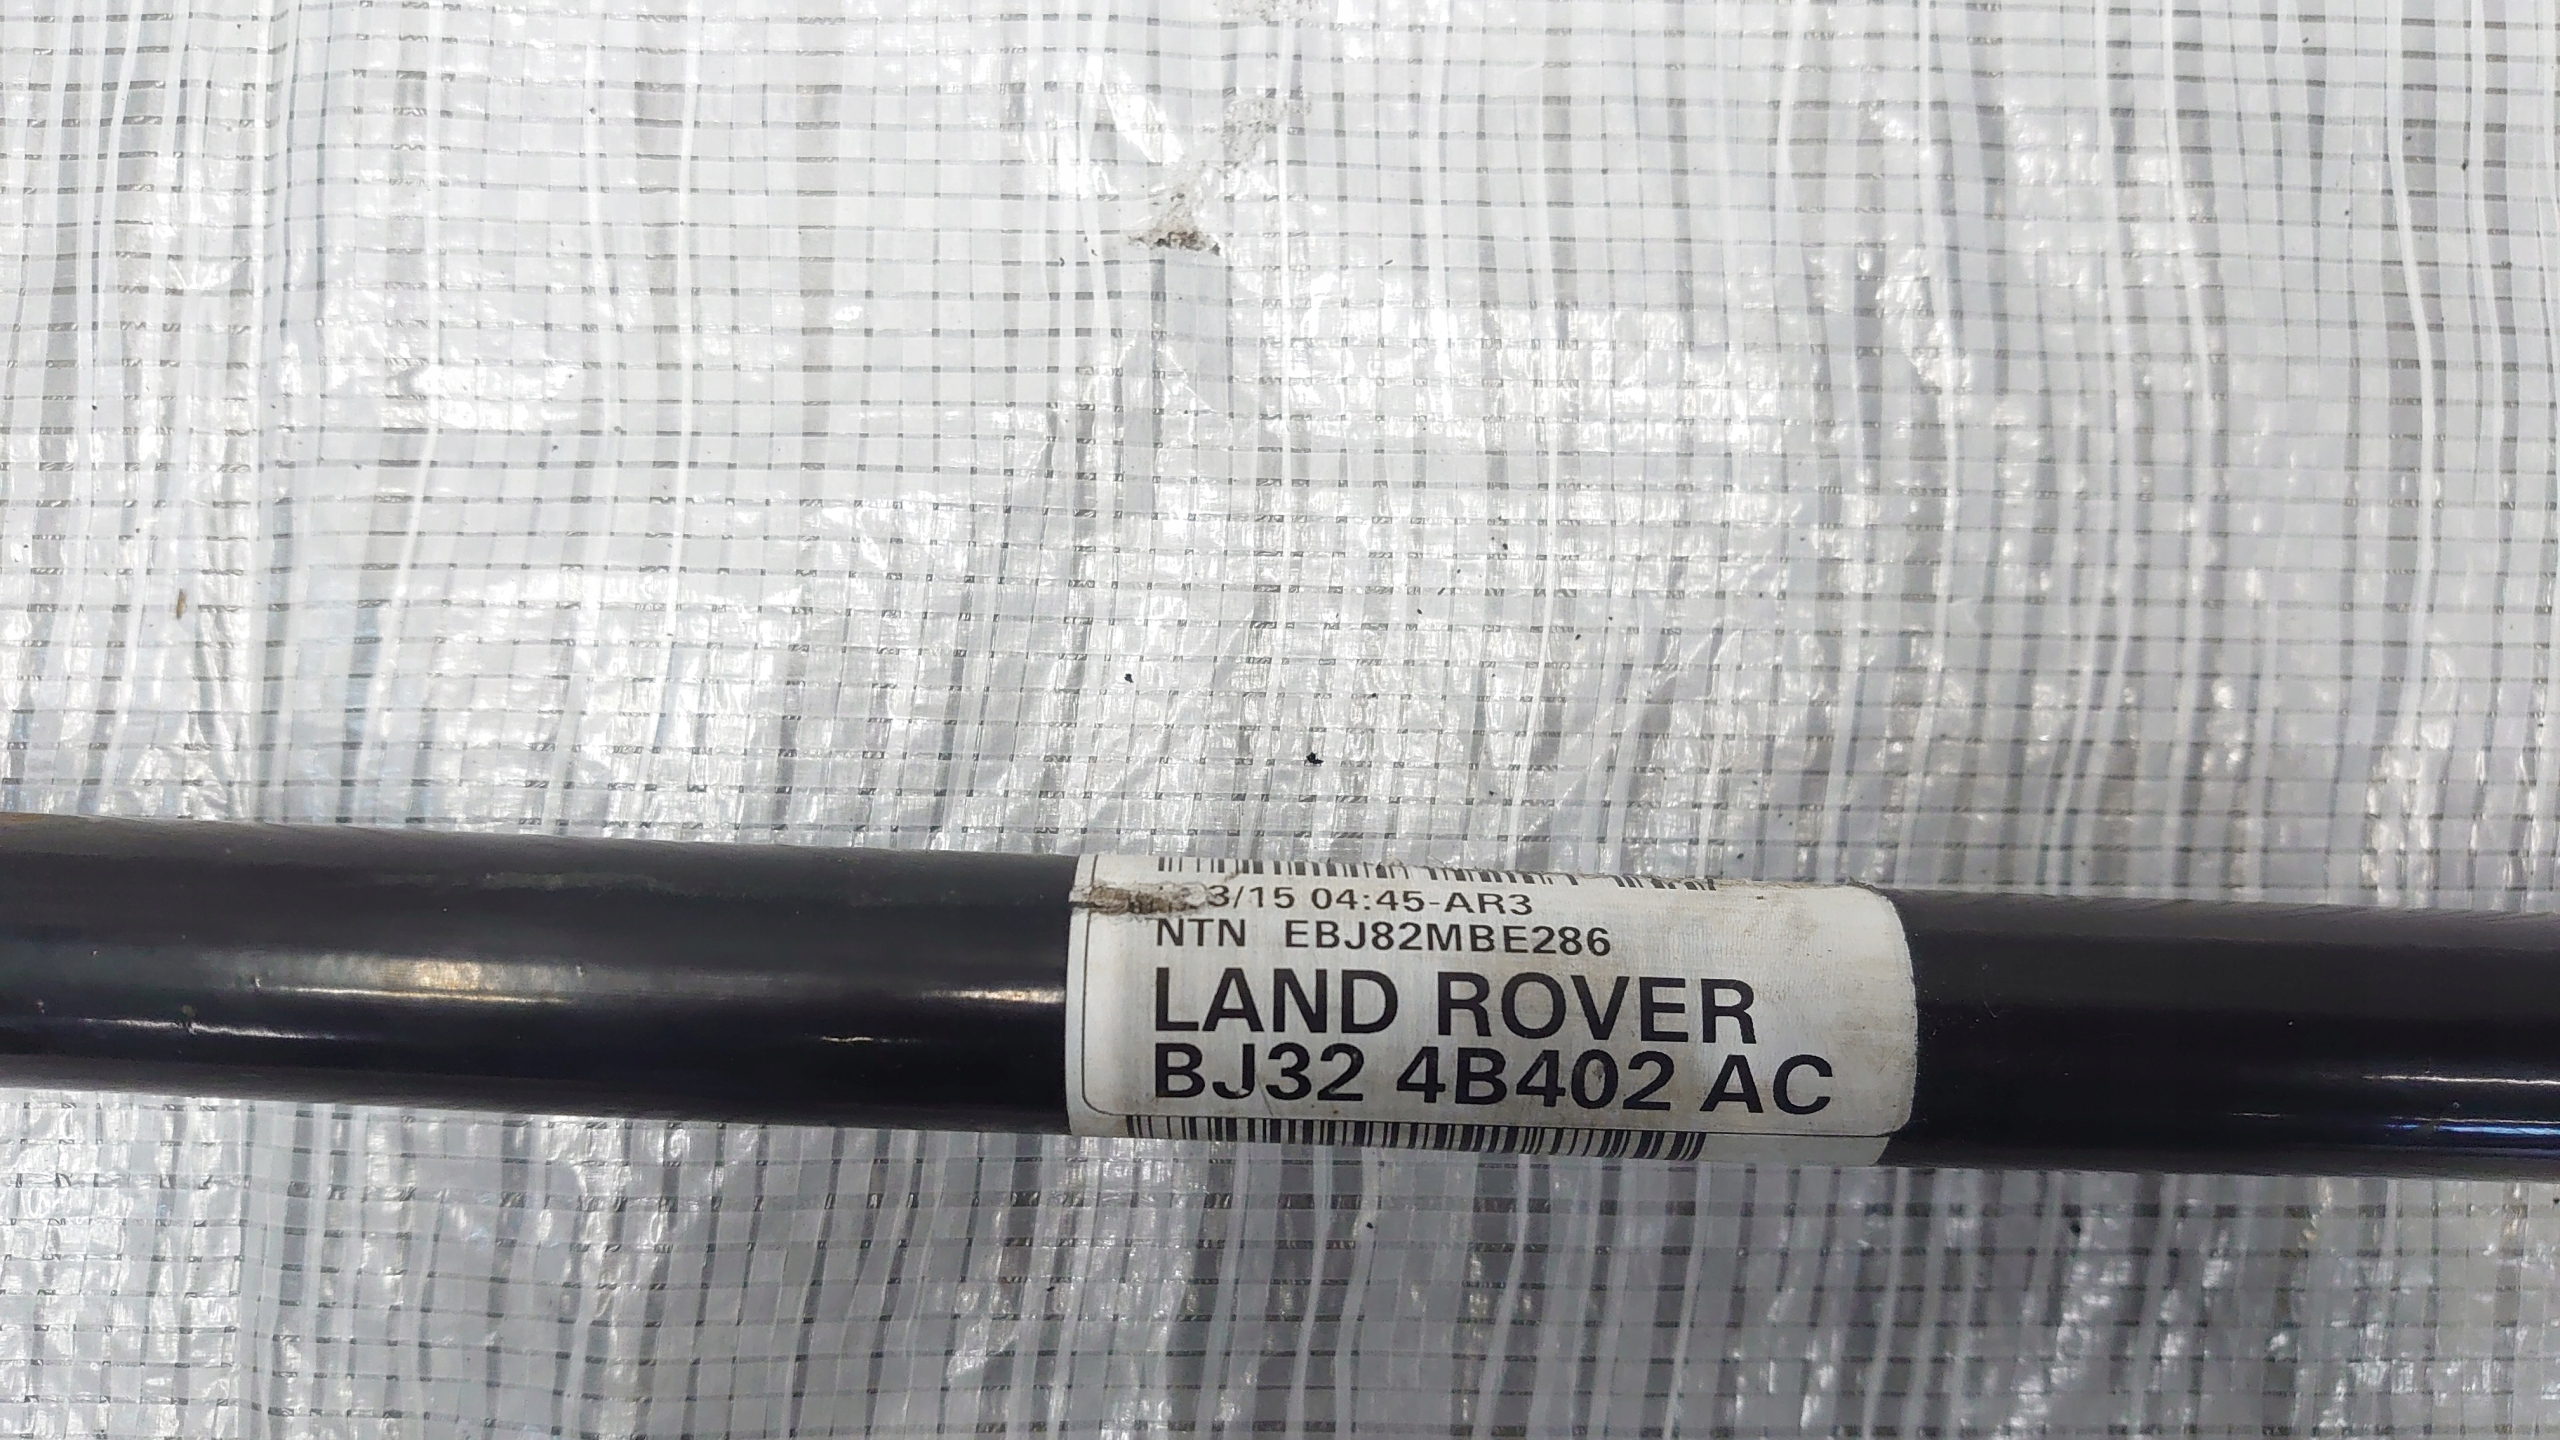 3/15 04:45-AR3
NTN EBJ82MBE286
LAND ROVER
BJ32 4B402 AC